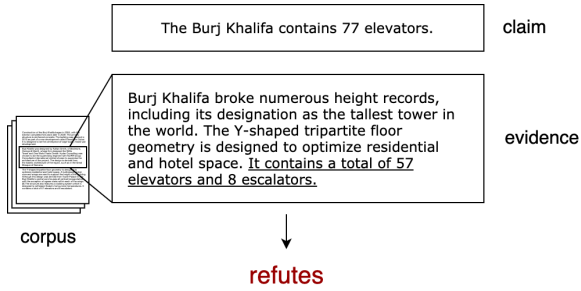 The Burj Khalifa contains 77 elevators.
claim
Burj Khalifa broke numerous height records,
including its designation as the tallest tower in
the world. The Y-shaped tripartite floor
geometry is designed to optimize residential
and hotel space. It contains a total of 57
elevators and 8 escalators.
evidence
corpus
refutes